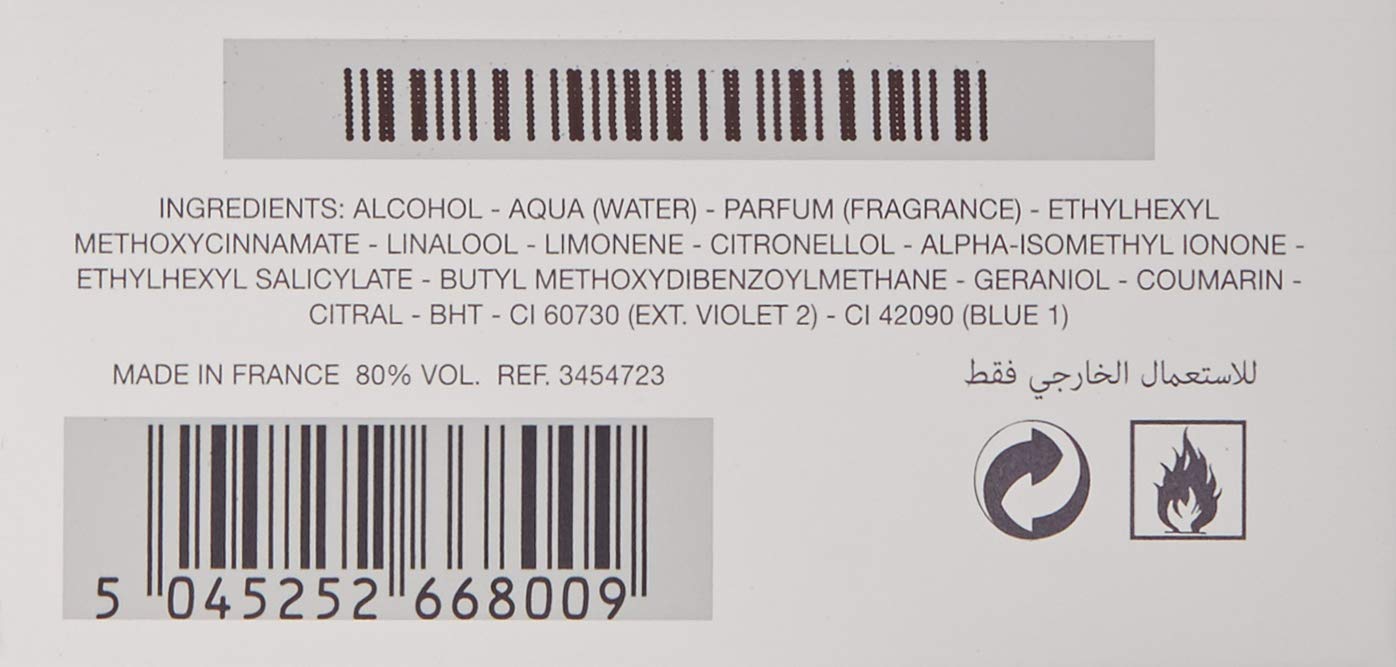 INGREDIENTS: ALCOHOL - AQUA (WATER) - PARFUM (FRAGRANCE) - ETHYLHEXYL
METHOXYCINNAMATE - LINALOOL - LIMONENE - CITRONELLOL - ALPHA-ISOMETHYL IONONE -
ETHYLHEXYL SALICYLATE - BUTYL METHOXYDIBENZOYLMETHANE - GERANIOL - COUMARIN -
CITRAL - BHT - CI 60730 (EXT. VIOLET 2) - CI 42090 (BLUE 1)
MADE IN FRANCE 80% VOL. REF. 3454723
للاستعمال الخارجي فقط
5 045252 668009